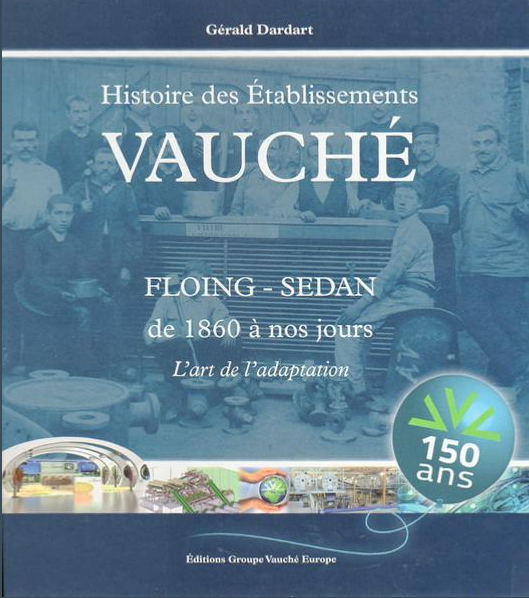 Gérald Dardart
Histoire des Établissements
VAUCHÉ
FLOING - SEDAN
de 1860 à nos jours
L'art de l'adaptation
150
ans
Éditions Groupe Vauché Europe